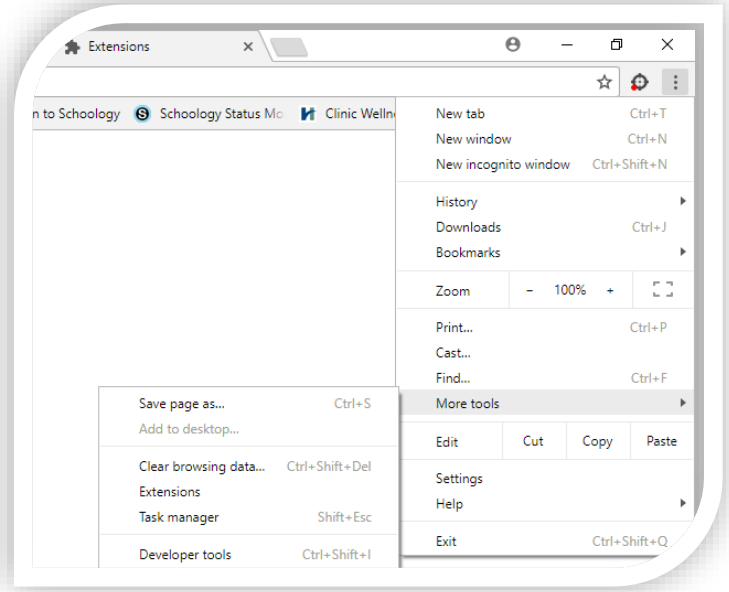 Extensions
n to Schoology Schoology Status Mo Clinic Welln
New tab Ctrl+T
New window Ctrl+N
New incognito window Ctrl+Shift+N
History
Downloads Ctrl+J
Bookmarks
Zoom - 100% +
Print... Ctrl+P
Cast...
Find... Ctrl+F
More tools
Edit Cut Copy Paste
Settings
Help
Exit Ctrl+Shift+Q
Save page as... Ctrl+S
Add to desktop...
Clear browsing data... Ctrl+Shift+Del
Extensions
Task manager Shift+Esc
Developer tools Ctrl+Shift+I